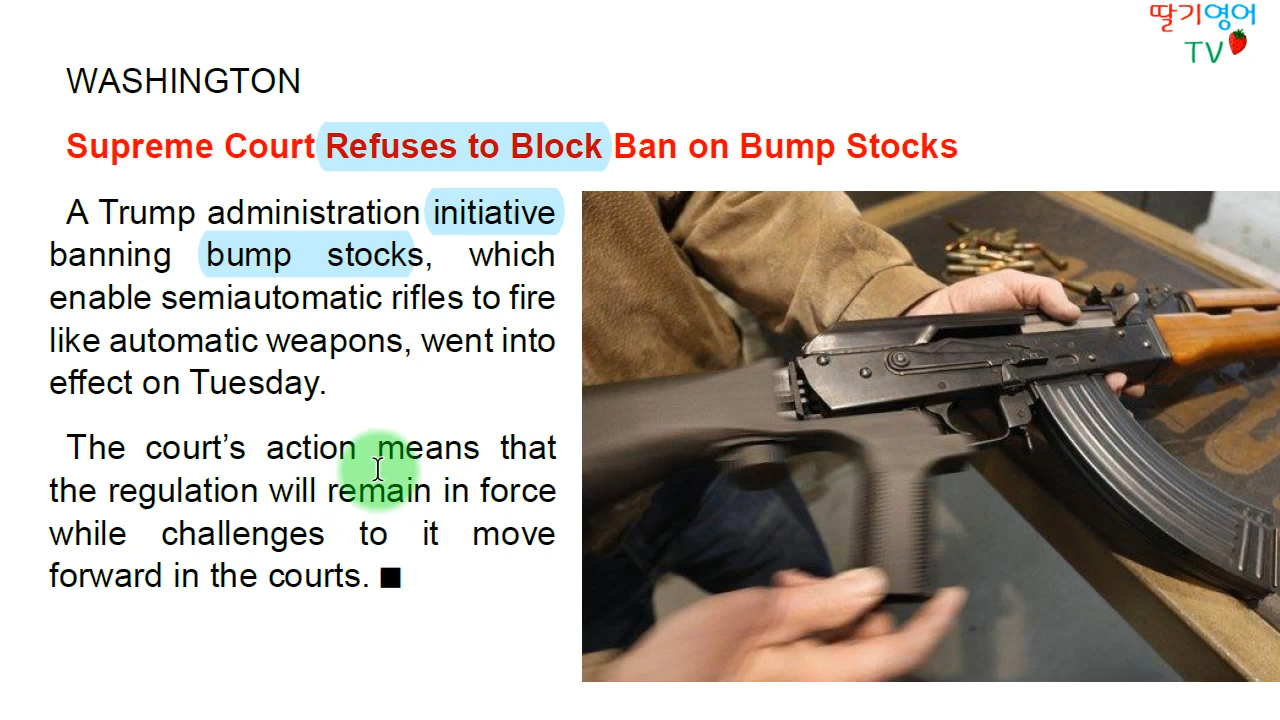 딸기영어
TV
WASHINGTON
Supreme Court Refuses to Block Ban on Bump Stocks
A Trump administration initiative
banning bump stocks, which
enable semiautomatic rifles to fire
like automatic weapons, went into
effect on Tuesday.
The court’s action means that
the regulation will remain in force
while challenges to it move
forward in the courts. ■